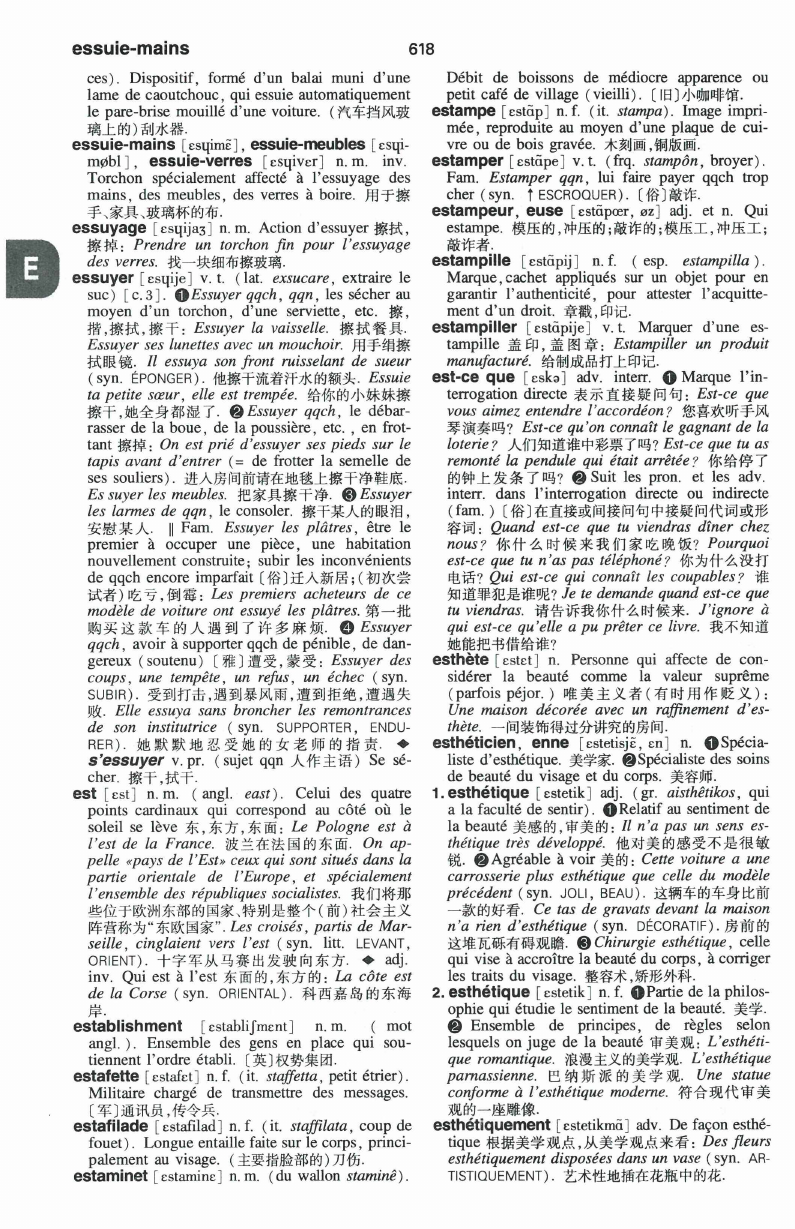 essuie-mains
618
ces). Dispositif, formé d'un balai muni d'une
lame de caoutchouc, qui essuie automatiquement
le pare-brise mouillé d'une voiture. (汽车挡风玻
璃上的)刮水器.
essuie-mains [ɛsɥimɛ̃], essuie-meubles [ɛsɥi-
møbl], essuie-verres [ɛsɥivɛr] n. m. inv.
Torchon spécialement affecté à l'essuyage des
mains, des meubles, des verres à boire. 用于擦
手、家具、玻璃杯的布.
essuyage [ɛsɥijaʒ] n. m. Action d'essuyer 擦拭,
擦掉: Prendre un torchon fin pour l'essuyage
des verres. 找一块细布擦玻璃.
essuyer [ɛsɥije] v. t. (lat. exsucare, extraire le
suc) [c. 3]. ❶Essuyer qqch, qqn, les sécher au
moyen d'un torchon, d'une serviette, etc. 擦,
揩,擦拭,擦干: Essuyer la vaisselle. 擦拭餐具.
Essuyer ses lunettes avec un mouchoir. 用手绢擦
拭眼镜. Il essuya son front ruisselant de sueur
(syn. ÉPONGER). 他擦干流着汗水的额头. Essuie
ta petite sœur, elle est trempée. 给你的小妹妹擦
擦干,她全身都湿了. ❷Essuyer qqch, le débar-
rasser de la boue, de la poussière, etc., en frot-
tant 擦掉: On est prié d'essuyer ses pieds sur le
tapis avant d'entrer (= de frotter la semelle de
ses souliers). 进入房间前请在地毯上擦干净鞋底.
Es suyer les meubles. 把家具擦干净. ❸Essuyer
les larmes de qqn, le consoler. 擦干某人的眼泪,
安慰某人. ‖ Fam. Essuyer les plâtres, être le
premier à occuper une pièce, une habitation
nouvellement construite; subir les inconvénients
de qqch encore imparfait〔俗〕迁入新居;(初次尝
试者)吃亏,倒霉: Les premiers acheteurs de ce
modèle de voiture ont essuyé les plâtres. 第一批
购买这款车的人遇到了许多麻烦. ❹ Essuyer
qqch, avoir à supporter qqch de pénible, de dan-
gereux (soutenu)〔雅〕遭受,蒙受: Essuyer des
coups, une tempête, un refus, un échec (syn.
SUBIR). 受到打击,遇到暴风雨,遭到拒绝,遭遇失
败. Elle essuya sans broncher les remontrances
de son institutrice (syn. SUPPORTER, ENDU-
RER). 她默默地忍受她的女老师的指责. ◆
s'essuyer v. pr. (sujet qqn 人作主语) Se sé-
cher. 擦干,拭干.
est [ɛst] n. m. (angl. east). Celui des quatre
points cardinaux qui correspond au côté où le
soleil se lève 东,东方,东面: Le Pologne est à
l'est de la France. 波兰在法国的东面. On ap-
pelle «pays de l'Est» ceux qui sont situés dans la
partie orientale de l'Europe, et spécialement
l'ensemble des républiques socialistes. 我们将那
些位于欧洲东部的国家、特别是整个(前)社会主义
阵营称为“东欧国家”. Les croisés, partis de Mar-
seille, cinglaient vers l'est (syn. litt. LEVANT,
ORIENT). 十字军从马赛出发驶向东方. ◆ adj.
inv. Qui est à l'est 东面的,东方的: La côte est
de la Corse (syn. ORIENTAL). 科西嘉岛的东海
岸.
establishment [ɛstabliʃmɛnt] n. m. (mot
angl.). Ensemble des gens en place qui sou-
tiennent l'ordre établi.〔英〕权势集团.
estafette [ɛstafɛt] n. f. (it. staffetta, petit étrier).
Militaire chargé de transmettre des messages.
〔军〕通讯员,传令兵.
estafilade [ɛstafilad] n. f. (it. staffilata, coup de
fouet). Longue entaille faite sur le corps, princi-
palement au visage. (主要指脸部的)刀伤.
estaminet [ɛstaminɛ] n. m. (du wallon staminê).
E
Débit de boissons de médiocre apparence ou
petit café de village (vieilli).〔旧〕小咖啡馆.
estampe [ɛstɑ̃p] n. f. (it. stampa). Image impri-
mée, reproduite au moyen d'une plaque de cui-
vre ou de bois gravée. 木刻画,铜版画.
estamper [ɛstɑ̃pe] v. t. (frq. stampôn, broyer).
Fam. Estamper qqn, lui faire payer qqch trop
cher (syn. ↑ ESCROQUER).〔俗〕敲诈.
estampeur, euse [ɛstɑ̃pœr, øz] adj. et n. Qui
estampe. 模压的,冲压的;敲诈的;模压工,冲压工;
敲诈者.
estampille [ɛstɑ̃pij] n. f. (esp. estampilla).
Marque, cachet appliqués sur un objet pour en
garantir l'authenticité, pour attester l'acquitte-
ment d'un droit. 章戳,印记.
estampiller [ɛstɑ̃pije] v. t. Marquer d'une es-
tampille 盖印,盖图章: Estampiller un produit
manufacturé. 给制成品打上印记.
est-ce que [ɛskə] adv. interr. ❶ Marque l'in-
terrogation directe 表示直接疑问句: Est-ce que
vous aimez entendre l'accordéon? 您喜欢听手风
琴演奏吗? Est-ce qu'on connaît le gagnant de la
loterie? 人们知道谁中彩票了吗? Est-ce que tu as
remonté la pendule qui était arrêtée? 你给停了
的钟上发条了吗? ❷ Suit les pron. et les adv.
interr. dans l'interrogation directe ou indirecte
(fam.)〔俗〕在直接或间接问句中接疑问代词或形
容词: Quand est-ce que tu viendras dîner chez
nous? 你什么时候来我们家吃晚饭? Pourquoi
est-ce que tu n'as pas téléphoné? 你为什么没打
电话? Qui est-ce qui connaît les coupables? 谁
知道罪犯是谁呢? Je te demande quand est-ce que
tu viendras. 请告诉我你什么时候来. J'ignore à
qui est-ce qu'elle a pu prêter ce livre. 我不知道
她能把书借给谁?
esthète [ɛstɛt] n. Personne qui affecte de con-
sidérer la beauté comme la valeur suprême
(parfois péjor.) 唯美主义者(有时用作贬义):
Une maison décorée avec un raffinement d'es-
thète. 一间装饰得过分讲究的房间.
esthéticien, enne [ɛstetisjɛ̃, ɛn] n. ❶Spécia-
liste d'esthétique. 美学家. ❷Spécialiste des soins
de beauté du visage et du corps. 美容师.
1. esthétique [ɛstetik] adj. (gr. aisthêtikos, qui
a la faculté de sentir). ❶Relatif au sentiment de
la beauté 美感的,审美的: Il n'a pas un sens es-
thétique très développé. 他对美的感受不是很敏
锐. ❷Agréable à voir 美的: Cette voiture a une
carrosserie plus esthétique que celle du modèle
précédent (syn. JOLI, BEAU). 这辆车的车身比前
一款的好看. Ce tas de gravats devant la maison
n'a rien d'esthétique (syn. DÉCORATIF). 房前的
这堆瓦砾有碍观瞻. ❸Chirurgie esthétique, celle
qui vise à accroître la beauté du corps, à corriger
les traits du visage. 整容术,矫形外科.
2. esthétique [ɛstetik] n. f. ❶Partie de la philos-
ophie qui étudie le sentiment de la beauté. 美学.
❷ Ensemble de principes, de règles selon
lesquels on juge de la beauté 审美观: L'esthéti-
que romantique. 浪漫主义的美学观. L'esthétique
parnassienne. 巴纳斯派的美学观. Une statue
conforme à l'esthétique moderne. 符合现代审美
观的一座雕像.
esthétiquement [ɛstetikmɑ̃] adv. De façon esthé-
tique 根据美学观点,从美学观点来看: Des fleurs
esthétiquement disposées dans un vase (syn. AR-
TISTIQUEMENT). 艺术性地插在花瓶中的花.